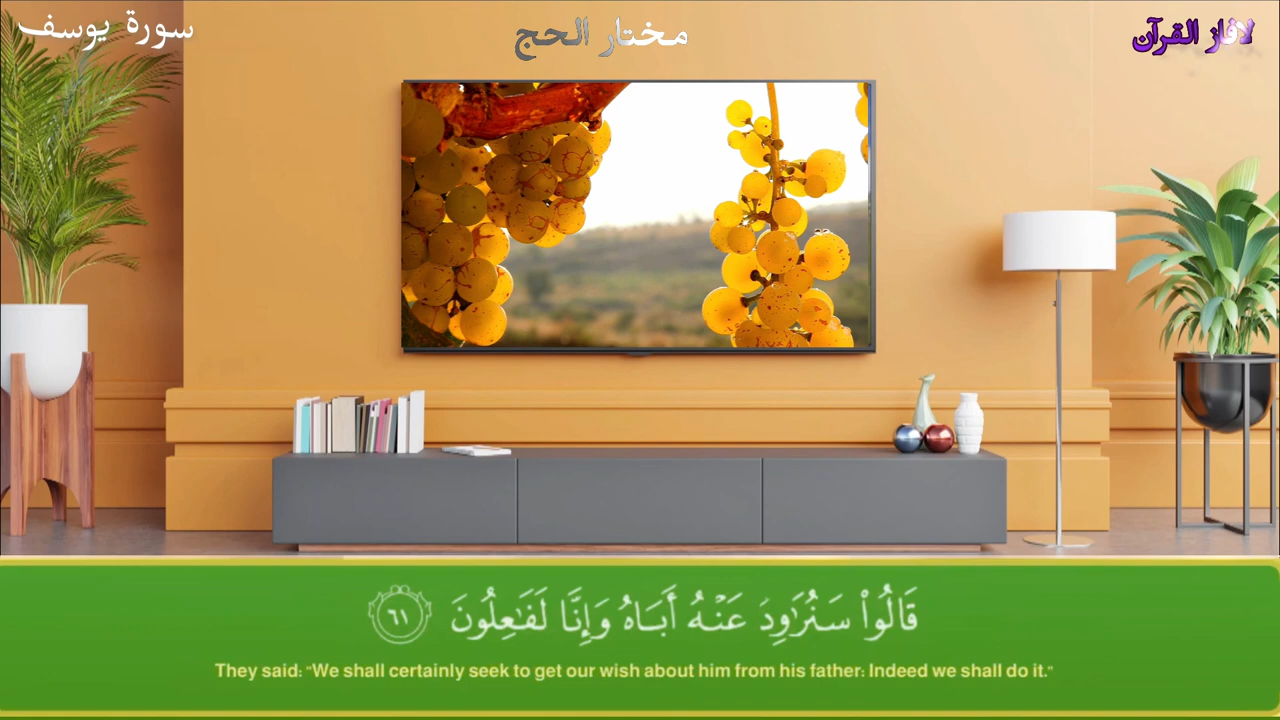 سورة يوسف
مختار الحج
لافاز القرآن
قَالُوا۟ سَنُرَٰوِدُ عَنْهُ أَبَاهُ وَإِنَّا لَفَـٰعِلُونَ ٦١
They said: "We shall certainly seek to get our wish about him from his father: Indeed we shall do it."